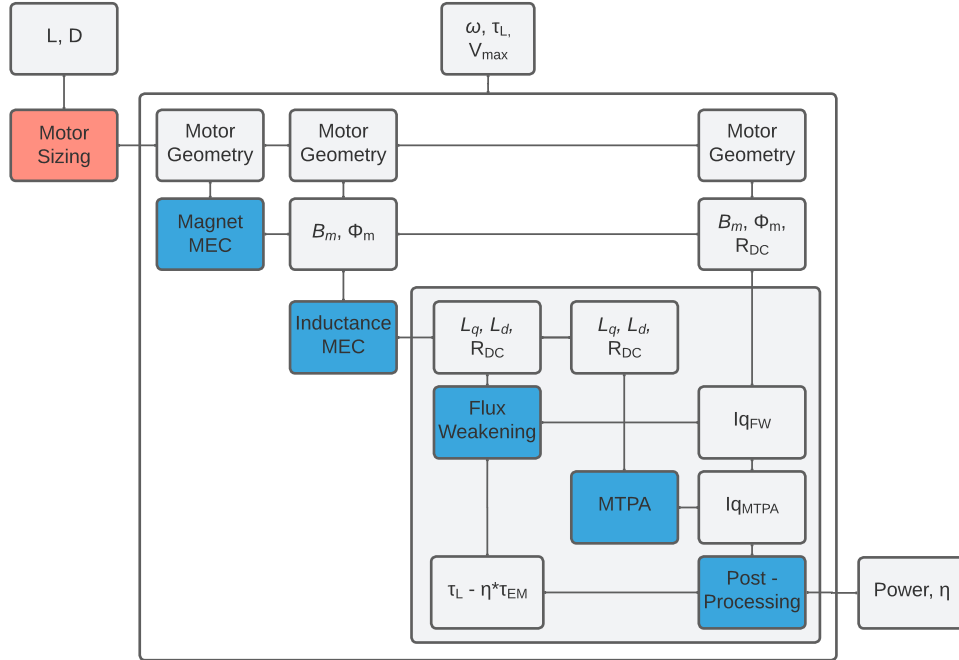 L, D
ω, τL,
Vmax
Motor
Sizing
Motor
Geometry
Motor
Geometry
Motor
Geometry
Magnet
MEC
Bm, Φm
Bm, Φm,
RDC
Inductance
MEC
Lq, Ld,
RDC
Lq, Ld,
RDC
Flux
Weakening
IqFW
MTPA
IqMTPA
τL - η*τEM
Post -
Processing
Power, η